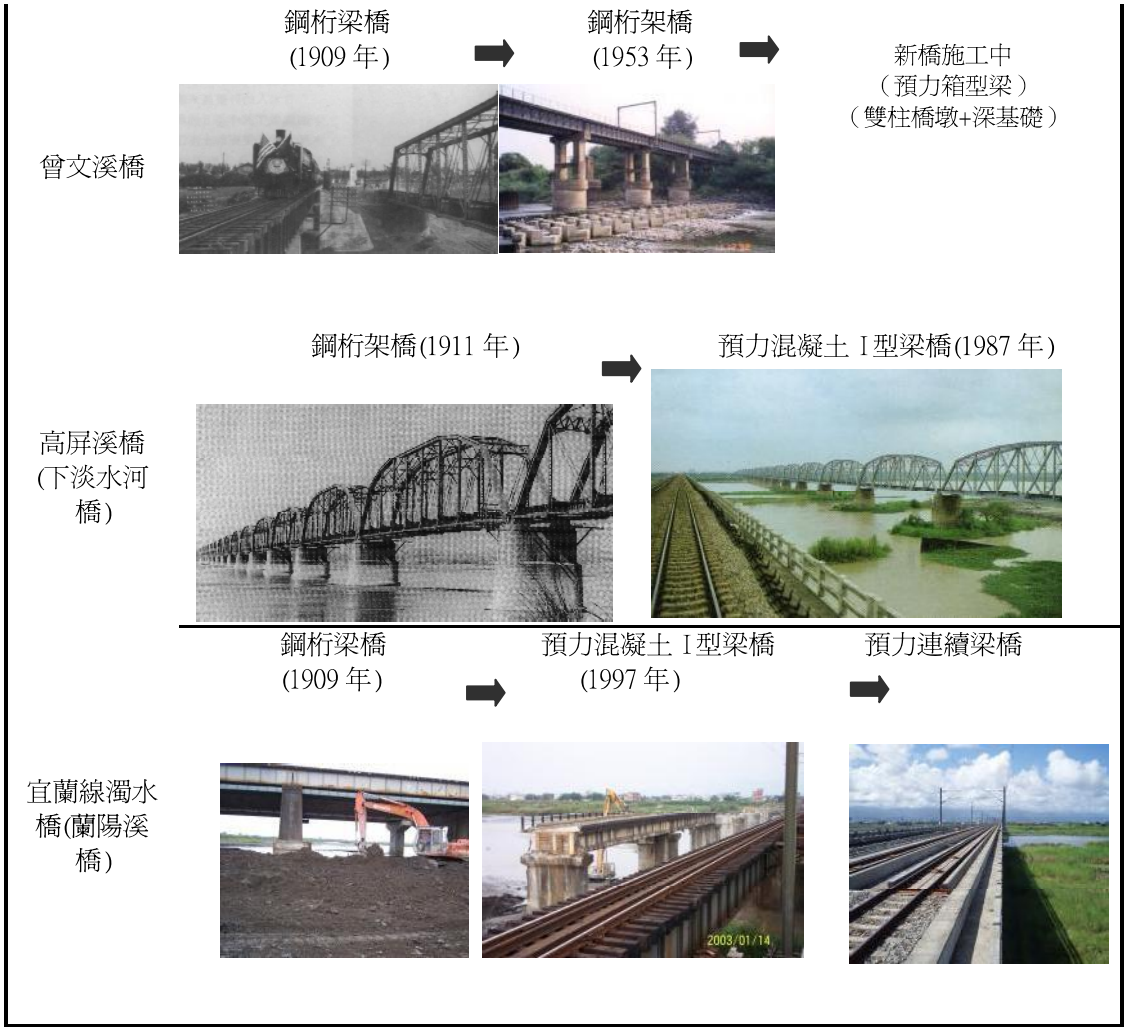 鋼桁梁橋
(1909 年)
鋼桁架橋
(1953 年)
新橋施工中
（預力箱型梁）
（雙柱橋墩+深基礎）
曾文溪橋
鋼桁架橋(1911 年)
預力混凝土 I型梁橋(1987 年)
高屏溪橋
(下淡水河
橋)
鋼桁梁橋
(1909 年)
預力混凝土 I型梁橋
(1997 年)
預力連續梁橋
宜蘭線濁水
橋(蘭陽溪
橋)
2003/01/14